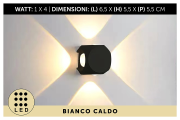 WATT: 1 X 4 | DIMENSIONI: (L) 6,5 X (H) 5,5 X (P) 5,5 CM
LED
BIANCO CALDO